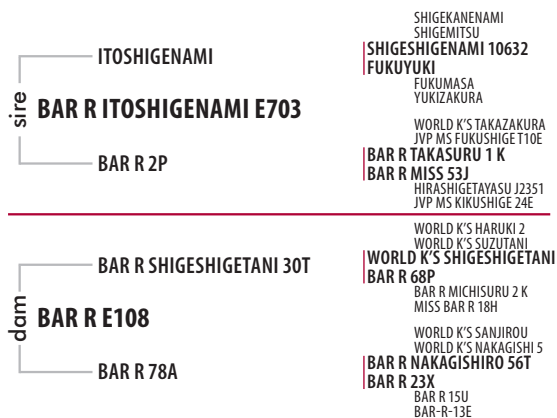 SHIGEKANENAMI
SHIGEMITSU
ITOSHIGENAMI
SHIGESHIGENAMI 10632
FUKUYUKI
FUKUMASA
YUKIZAKURA
sire
BAR R ITOSHIGENAMI E703
WORLD K'S TAKAZAKURA
JVP MS FUKUSHIGE T10E
BAR R 2P
BAR R TAKASURU 1 K
BAR R MISS 53J
HIRASHIGETAYASU J2351
JVP MS KIKUSHIGE 24E
WORLD K'S HARUKI 2
WORLD K'S SUZUTANI
BAR R SHIGESHIGETANI 30T
WORLD K'S SHIGESHIGETANI
BAR R 68P
BAR R MICHISURU 2 K
MISS BAR R 18H
dam
BAR R E108
WORLD K'S SANJIROU
WORLD K'S NAKAGISHI 5
BAR R 78A
BAR R NAKAGISHIRO 56T
BAR R 23X
BAR R 15U
BAR-R-13E